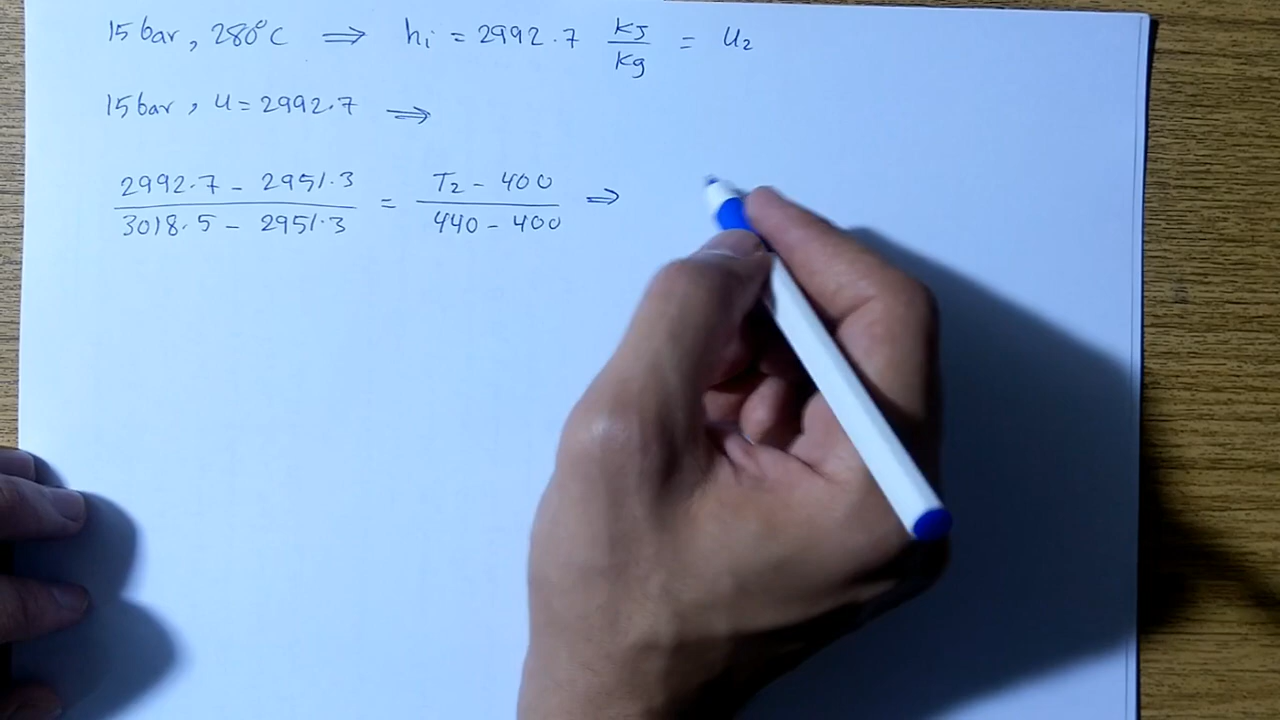 15 bar, 280°C ⇒ hi = 2992.7 KJ/Kg = U2
15 bar, U = 2992.7 ⇒
(2992.7 - 2951.3)/(3018.5 - 2951.3) = (T2 - 400)/(440 - 400) ⇒